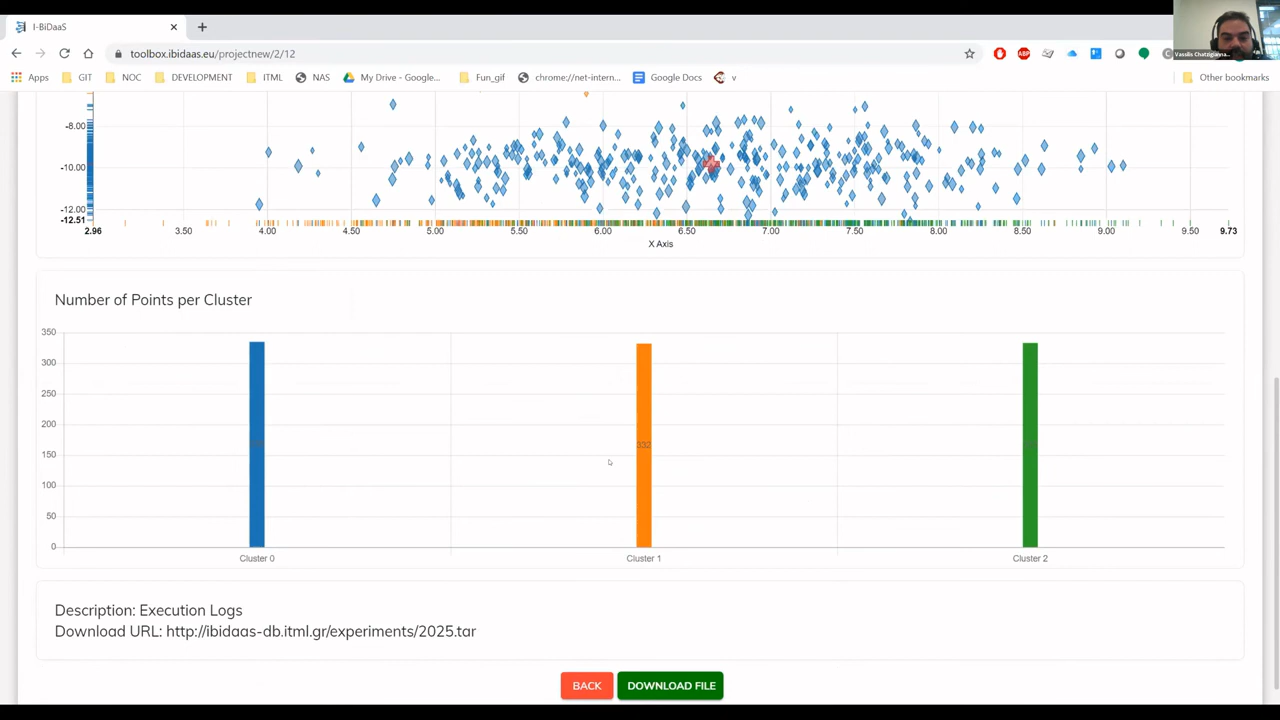 I-BiDaaS
toolbox.ibidaas.eu/projectnew/2/12
ABP
Vassilis Chatzigianna...
Apps GIT NOC DEVELOPMENT ITML NAS My Drive - Google... Fun_gif chrome://net-intern... Google Docs v Other bookmarks
-8.00
-10.00
-12.00
-12.51
2.96 3.50 4.00 4.50 5.00 5.50 6.00 6.50 7.00 7.50 8.00 8.50 9.00 9.50 9.73
X Axis
Number of Points per Cluster
350
300
250
200
150
100
50
0
332
Cluster 0 Cluster 1 Cluster 2
Description: Execution Logs
Download URL: http://ibidaas-db.itml.gr/experiments/2025.tar
BACK DOWNLOAD FILE